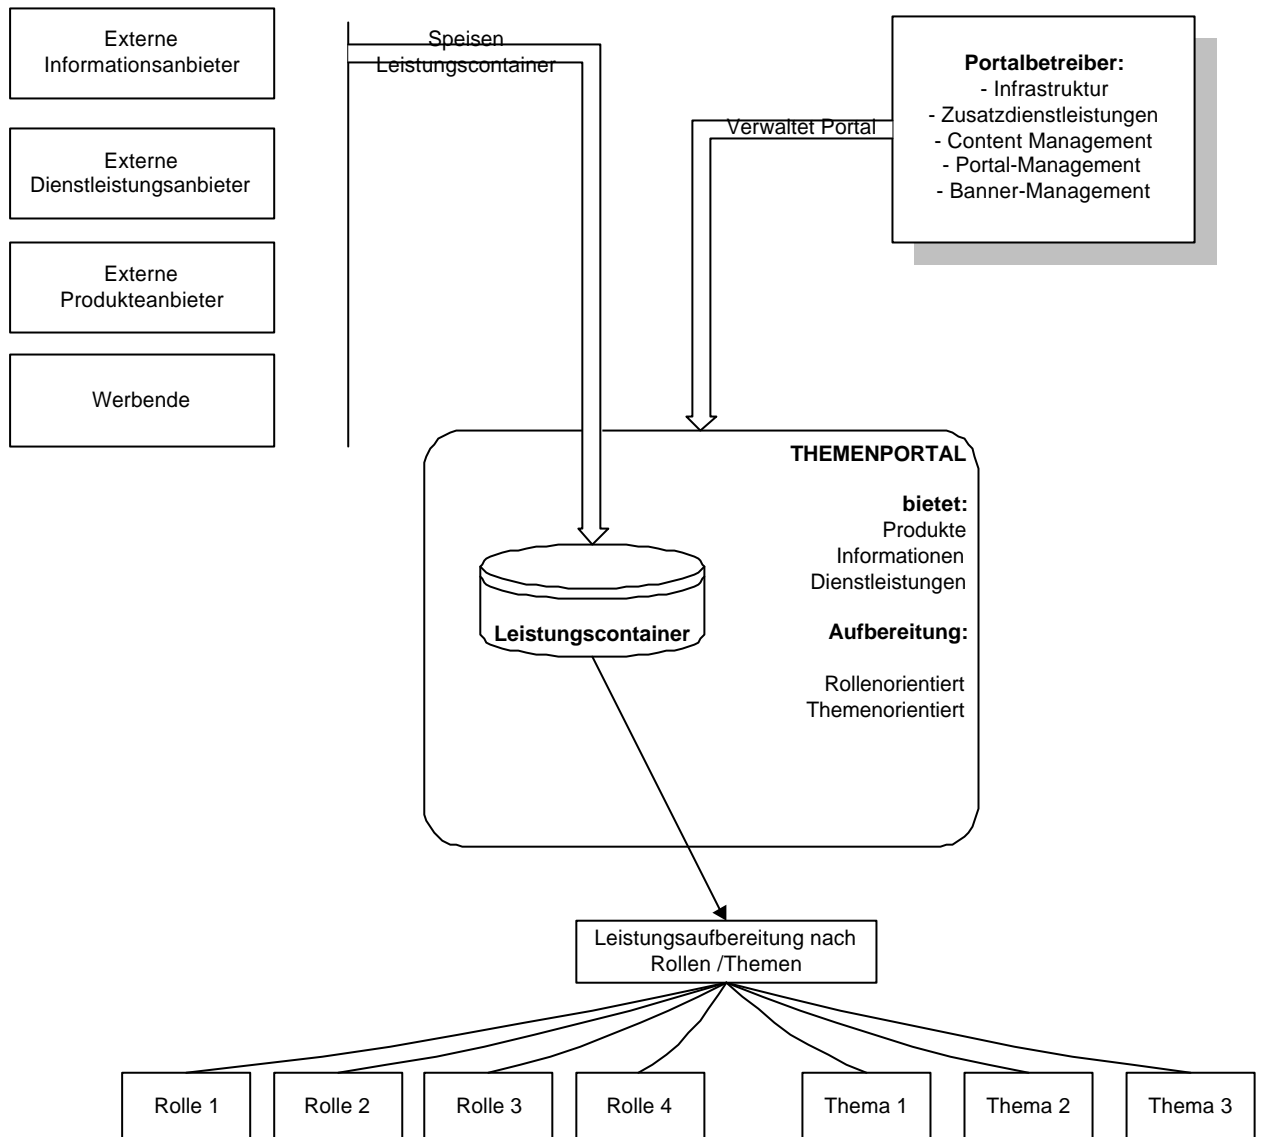 Externe
Informationsanbieter
Externe
Dienstleistungsanbieter
Externe
Produkteanbieter
Werbende
Speisen
Leistungscontainer
Verwaltet Portal
Portalbetreiber:
- Infrastruktur
- Zusatzdienstleistungen
- Content Management
- Portal-Management
- Banner-Management
THEMENPORTAL
bietet:
Produkte
Informationen
Dienstleistungen
Aufbereitung:
Rollenorientiert
Themenorientiert
Leistungscontainer
Leistungsaufbereitung nach
Rollen /Themen
Rolle 1
Rolle 2
Rolle 3
Rolle 4
Thema 1
Thema 2
Thema 3